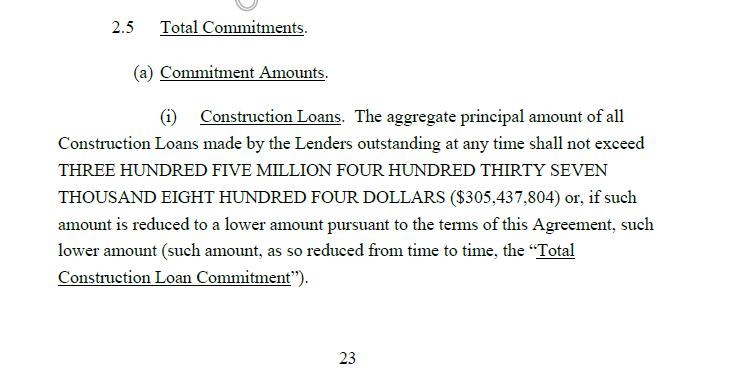 2.5 Total Commitments.
(a) Commitment Amounts.
(i) Construction Loans. The aggregate principal amount of all
Construction Loans made by the Lenders outstanding at any time shall not exceed
THREE HUNDRED FIVE MILLION FOUR HUNDRED THIRTY SEVEN
THOUSAND EIGHT HUNDRED FOUR DOLLARS ($305,437,804) or, if such
amount is reduced to a lower amount pursuant to the terms of this Agreement, such
lower amount (such amount, as so reduced from time to time, the “Total
Construction Loan Commitment”).
23